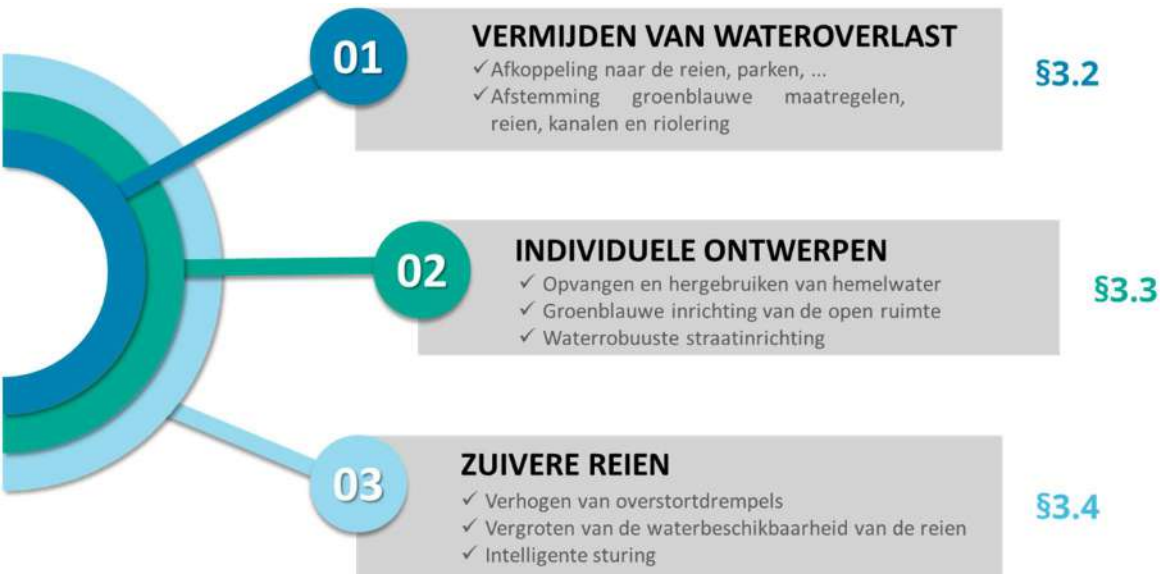 01
VERMIJDEN VAN WATEROVERLAST
✓ Afkoppeling naar de reien, parken, ...
✓ Afstemming groenblauwe maatregelen,
reien, kanalen en riolering
§3.2
02
INDIVIDUELE ONTWERPEN
✓ Opvangen en hergebruiken van hemelwater
✓ Groenblauwe inrichting van de open ruimte
✓ Waterrobuuste straatinrichting
§3.3
03
ZUIVERE REIEN
✓ Verhogen van overstortdrempels
✓ Vergroten van de waterbeschikbaarheid van de reien
✓ Intelligente sturing
§3.4